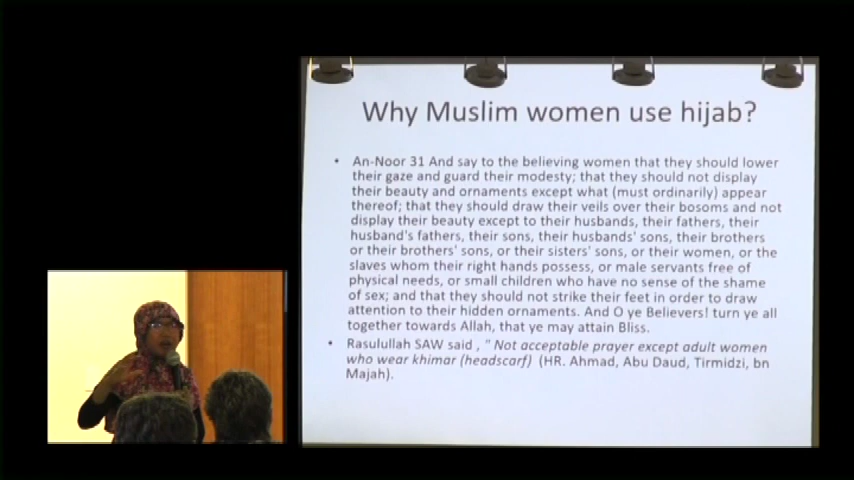 Why Muslim women use hijab?
• An-Noor 31 And say to the believing women that they should lower
their gaze and guard their modesty; that they should not display
their beauty and ornaments except what (must ordinarily) appear
thereof; that they should draw their veils over their bosoms and not
display their beauty except to their husbands, their fathers, their
husband's fathers, their sons, their husbands' sons, their brothers
or their brothers' sons, or their sisters' sons, or their women, or the
slaves whom their right hands possess, or male servants free of
physical needs, or small children who have no sense of the shame
of sex; and that they should not strike their feet in order to draw
attention to their hidden ornaments. And O ye Believers! turn ye all
together towards Allah, that ye may attain Bliss.
• Rasulullah SAW said , " Not acceptable prayer except adult women
who wear khimar (headscarf) (HR. Ahmad, Abu Daud, Tirmidzi, bn
Majah).